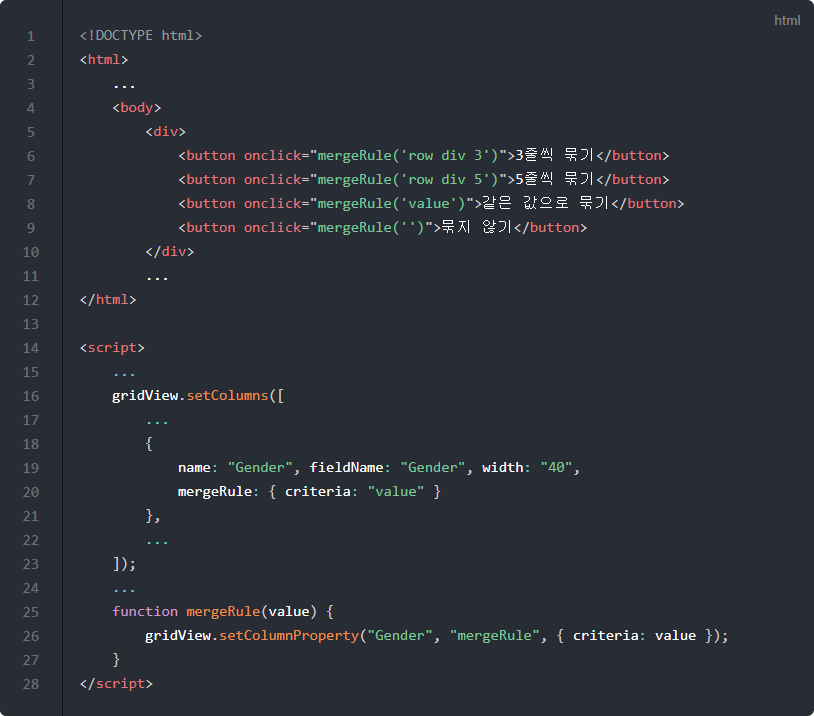 html
1 <!DOCTYPE html>
2 <html>
3     ...
4     <body>
5         <div>
6             <button onclick="mergeRule('row div 3')">3줄씩 묶기</button>
7             <button onclick="mergeRule('row div 5')">5줄씩 묶기</button>
8             <button onclick="mergeRule('value')">같은 값으로 묶기</button>
9             <button onclick="mergeRule('')">묶지 않기</button>
10         </div>
11         ...
12 </html>
13
14 <script>
15     ...
16     gridView.setColumns([
17         ...
18         {
19             name: "Gender", fieldName: "Gender", width: "40",
20             mergeRule: { criteria: "value" }
21         },
22         ...
23     ]);
24     ...
25     function mergeRule(value) {
26         gridView.setColumnProperty("Gender", "mergeRule", { criteria: value });
27     }
28 </script>